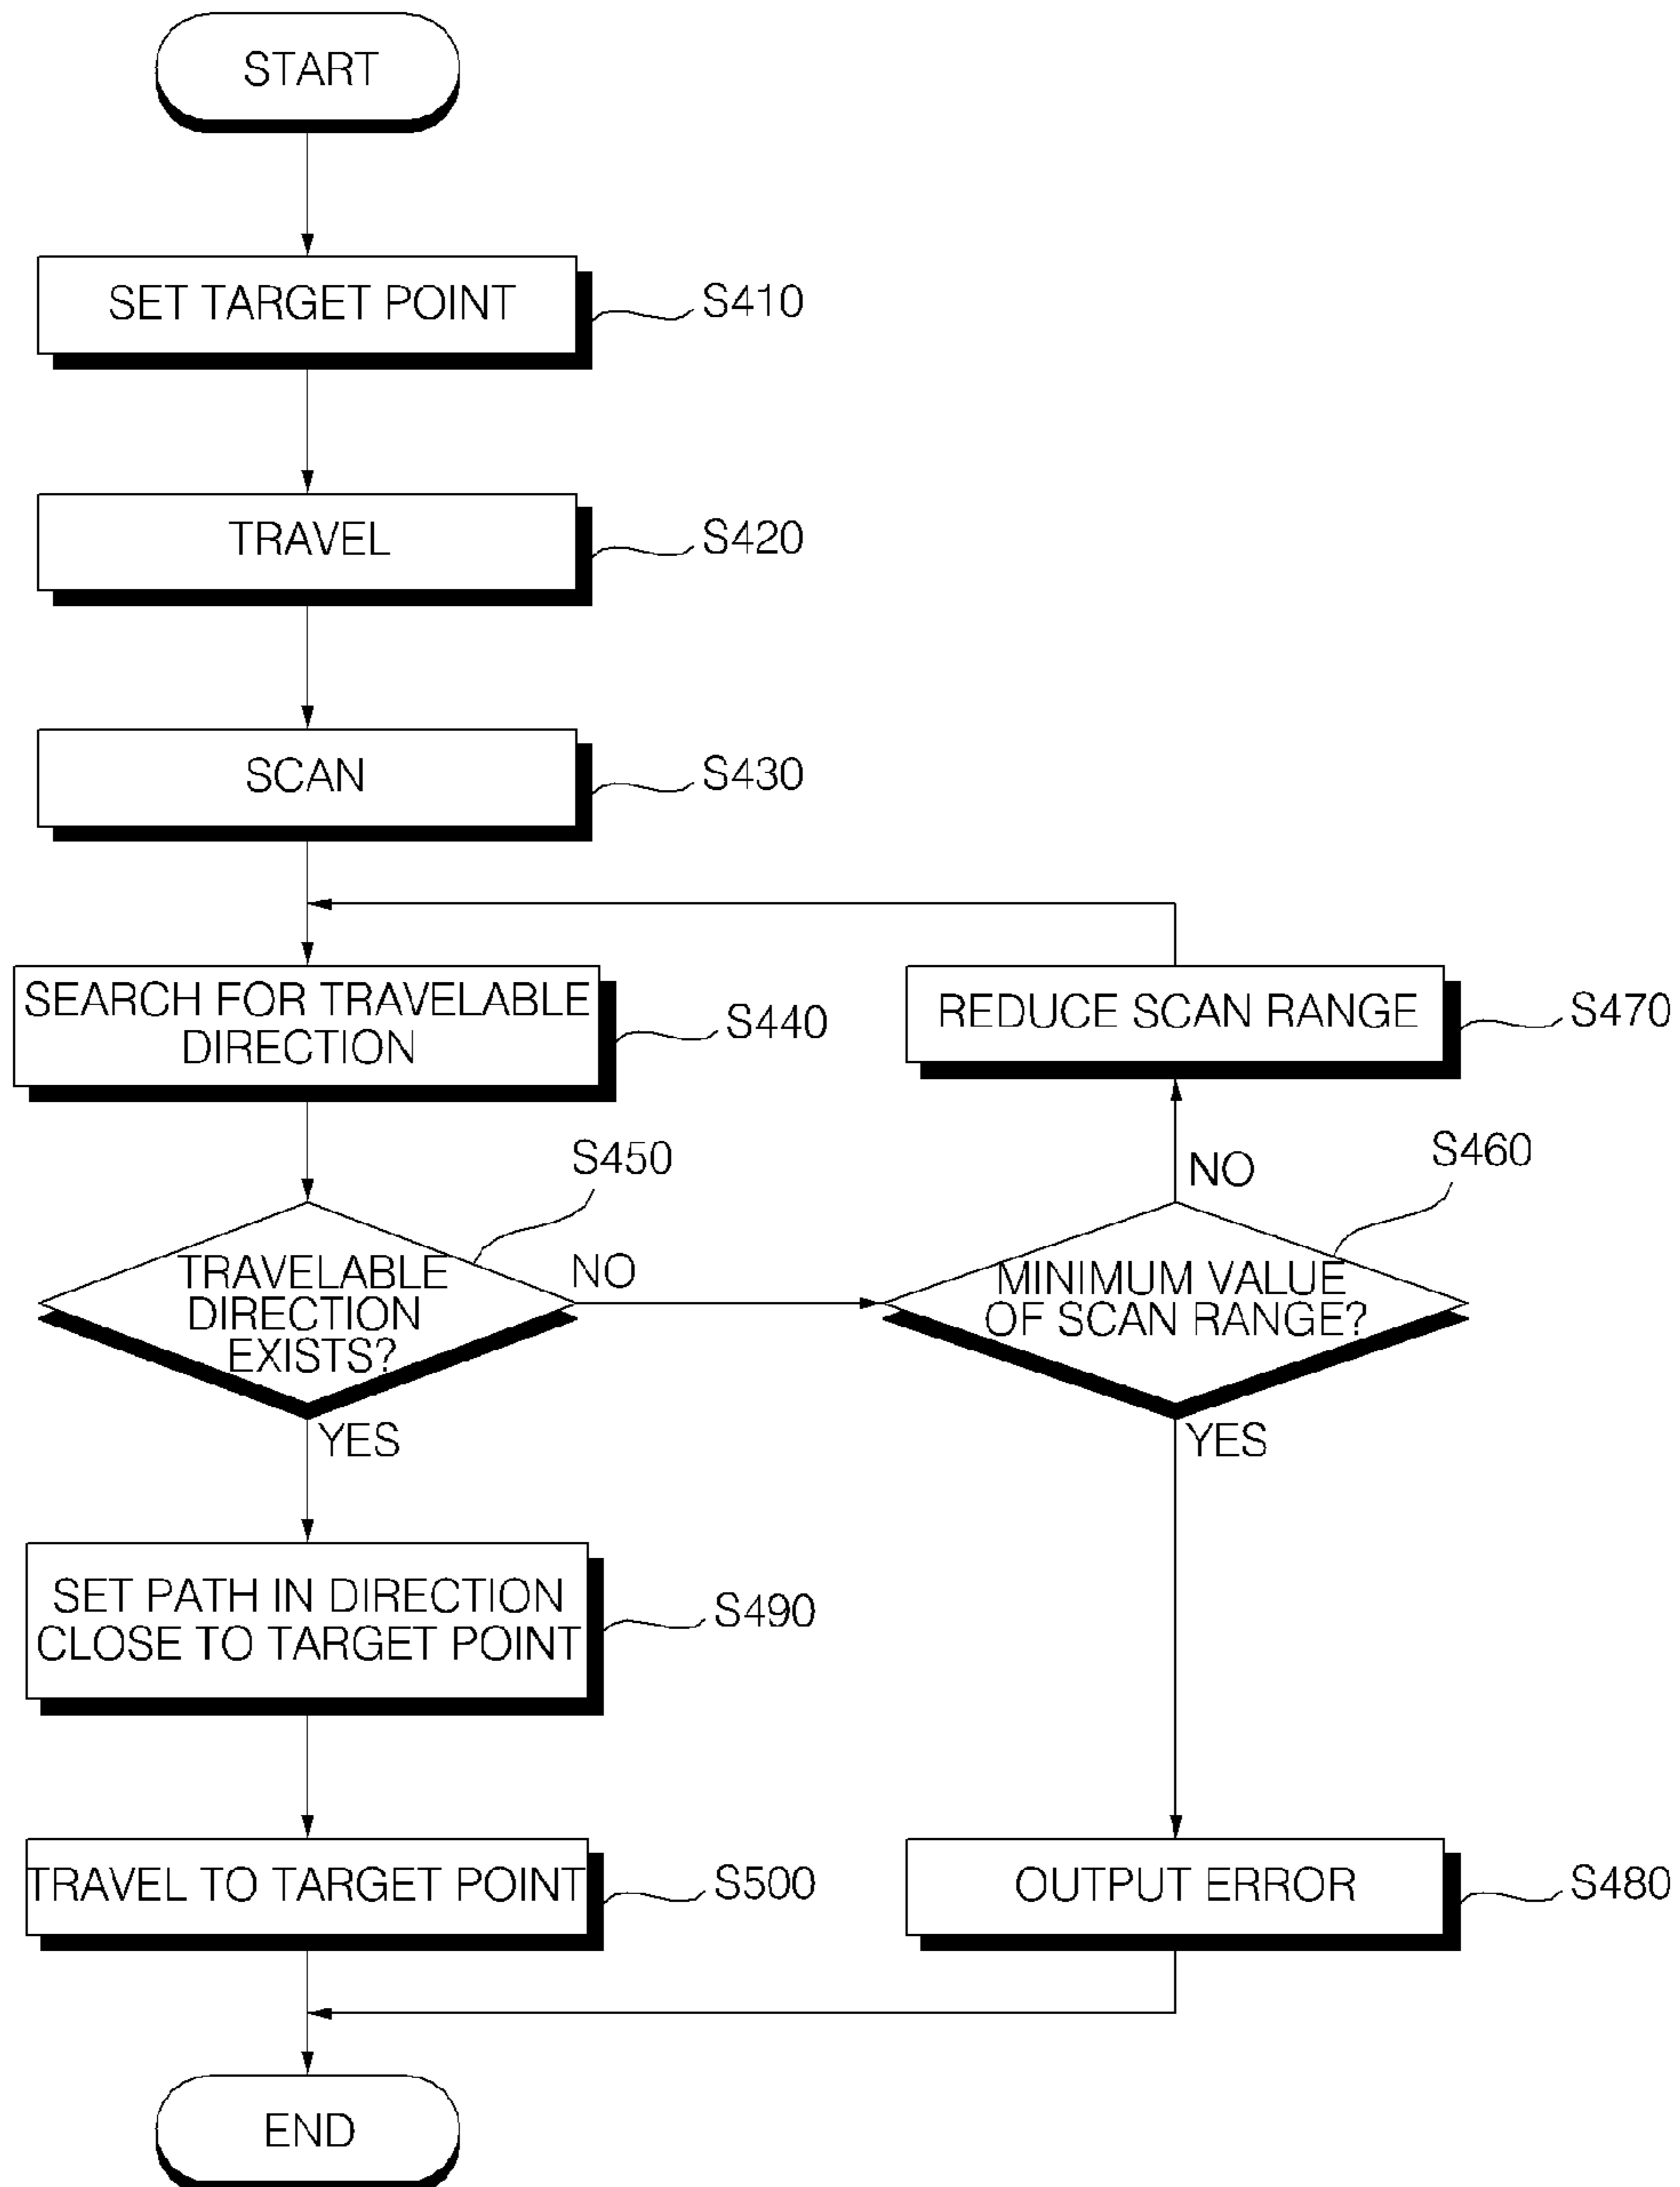 START
SET TARGET POINT
S410
TRAVEL
S420
SCAN
S430
SEARCH FOR TRAVELABLE
DIRECTION
S440
REDUCE SCAN RANGE
S470
S450
TRAVELABLE
DIRECTION
EXISTS?
NO
YES
S460
MINIMUM VALUE
OF SCAN RANGE?
NO
YES
SET PATH IN DIRECTION
CLOSE TO TARGET POINT
S490
TRAVEL TO TARGET POINT
S500
OUTPUT ERROR
S480
END